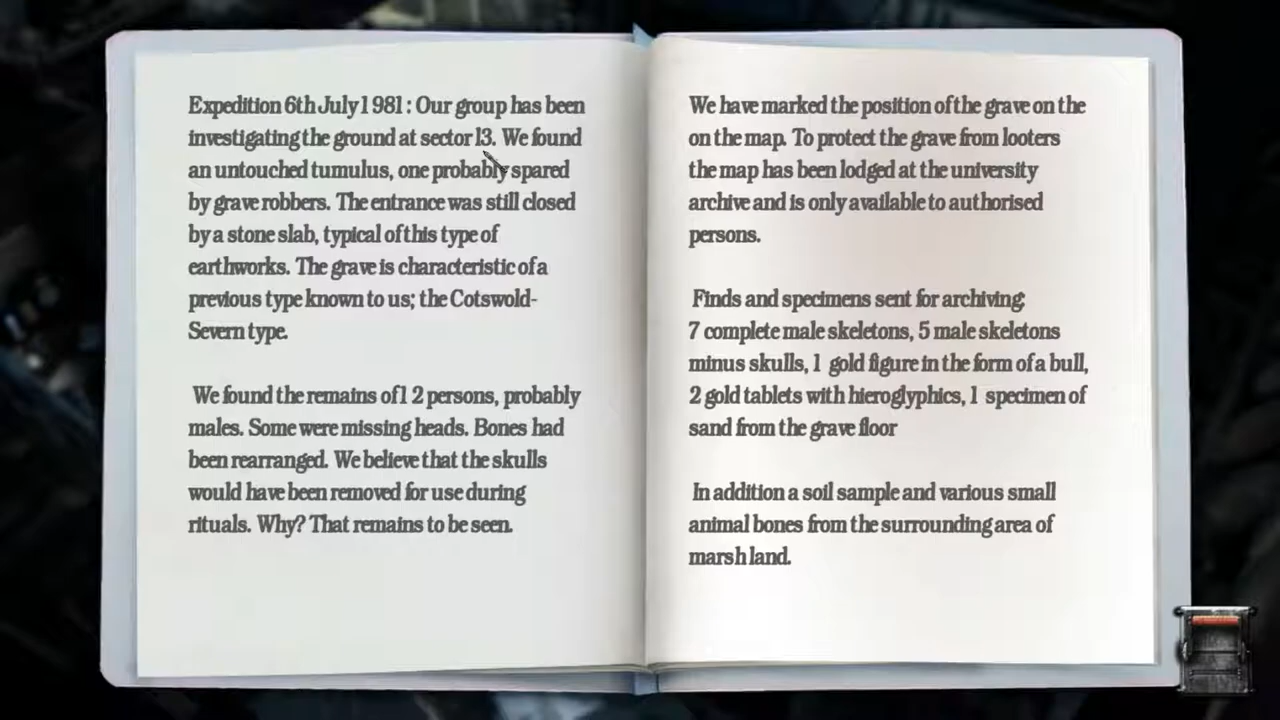 Expedition 6th July 1981 : Our group has been
investigating the ground at sector 13. We found
an untouched tumulus, one probably spared
by grave robbers. The entrance was still closed
by a stone slab, typical of this type of
earthworks. The grave is characteristic of a
previous type known to us; the Cotswold-
Severn type.
We found the remains of 12 persons, probably
males. Some were missing heads. Bones had
been rearranged. We believe that the skulls
would have been removed for use during
rituals. Why? That remains to be seen.
We have marked the position of the grave on the
on the map. To protect the grave from looters
the map has been lodged at the university
archive and is only available to authorised
persons.
Finds and specimens sent for archiving:
7 complete male skeletons, 5 male skeletons
minus skulls, 1 gold figure in the form of a bull,
2 gold tablets with hieroglyphics, 1 specimen of
sand from the grave floor
In addition a soil sample and various small
animal bones from the surrounding area of
marsh land.